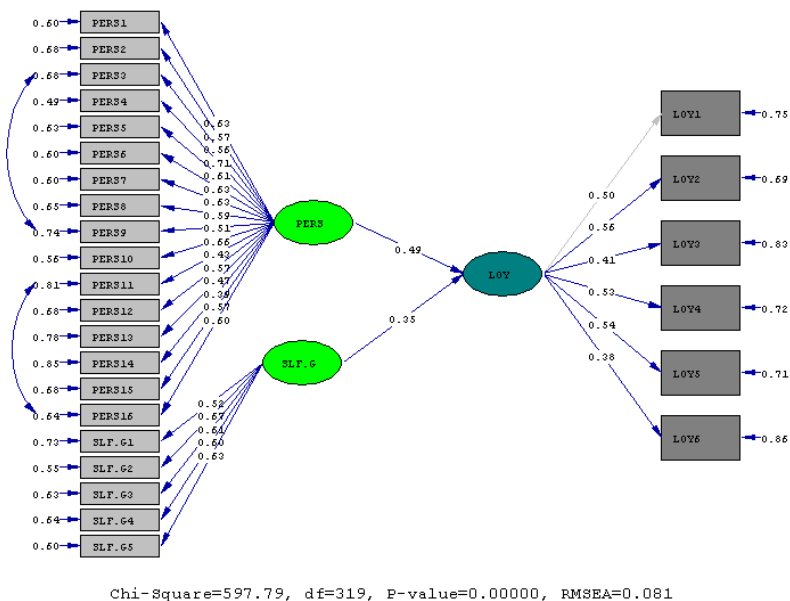 0.60 PERS1
0.68 PERS2
0.68 PERS3
0.49 PERS4
0.63 PERS5
0.60 PERS6
0.60 PERS7
0.65 PERS8
0.74 PERS9
0.56 PERS10
0.81 PERS11
0.68 PERS12
0.78 PERS13
0.85 PERS14
0.68 PERS15
0.64 PERS16
0.73 SLF.G1
0.55 SLF.G2
0.63 SLF.G3
0.64 SLF.G4
0.60 SLF.G5
0.63
0.57
0.56
0.71
0.61
0.63
0.63
0.59
0.51
0.66
0.43
0.57
0.47
0.39
0.57
0.60
0.52
0.67
0.61
0.60
0.63
PERS
SLF.G
0.49
0.35
LOY
0.50
0.56
0.41
0.53
0.54
0.38
LOY1 0.75
LOY2 0.69
LOY3 0.83
LOY4 0.72
LOY5 0.71
LOY6 0.86
Chi-Square=597.79, df=319, P-value=0.00000, RMSEA=0.081